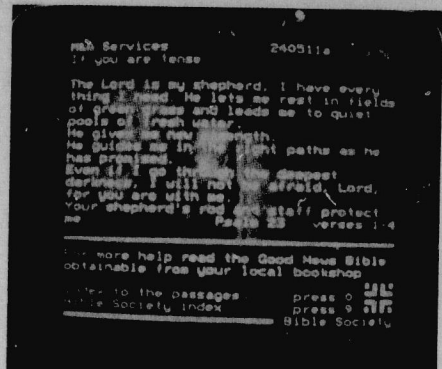 M&D Services 240511a
If you are tense
The Lord is my shepherd, I have every
thing I need. He lets me rest in fields
of green grass and leads me to quiet
pools of fresh water.
He gives me new strength.
He guides me in the right paths as he
has promised.
Even if I go through the deepest
darkness, I will not be afraid, Lord,
for you are with me.
Your shepherd's rod and staff protect
me Psalm 23 verses 1-4
For more help read the Good News Bible
obtainable from your local bookshop
to the passages press 0
Bible Society index press 9
Bible Society